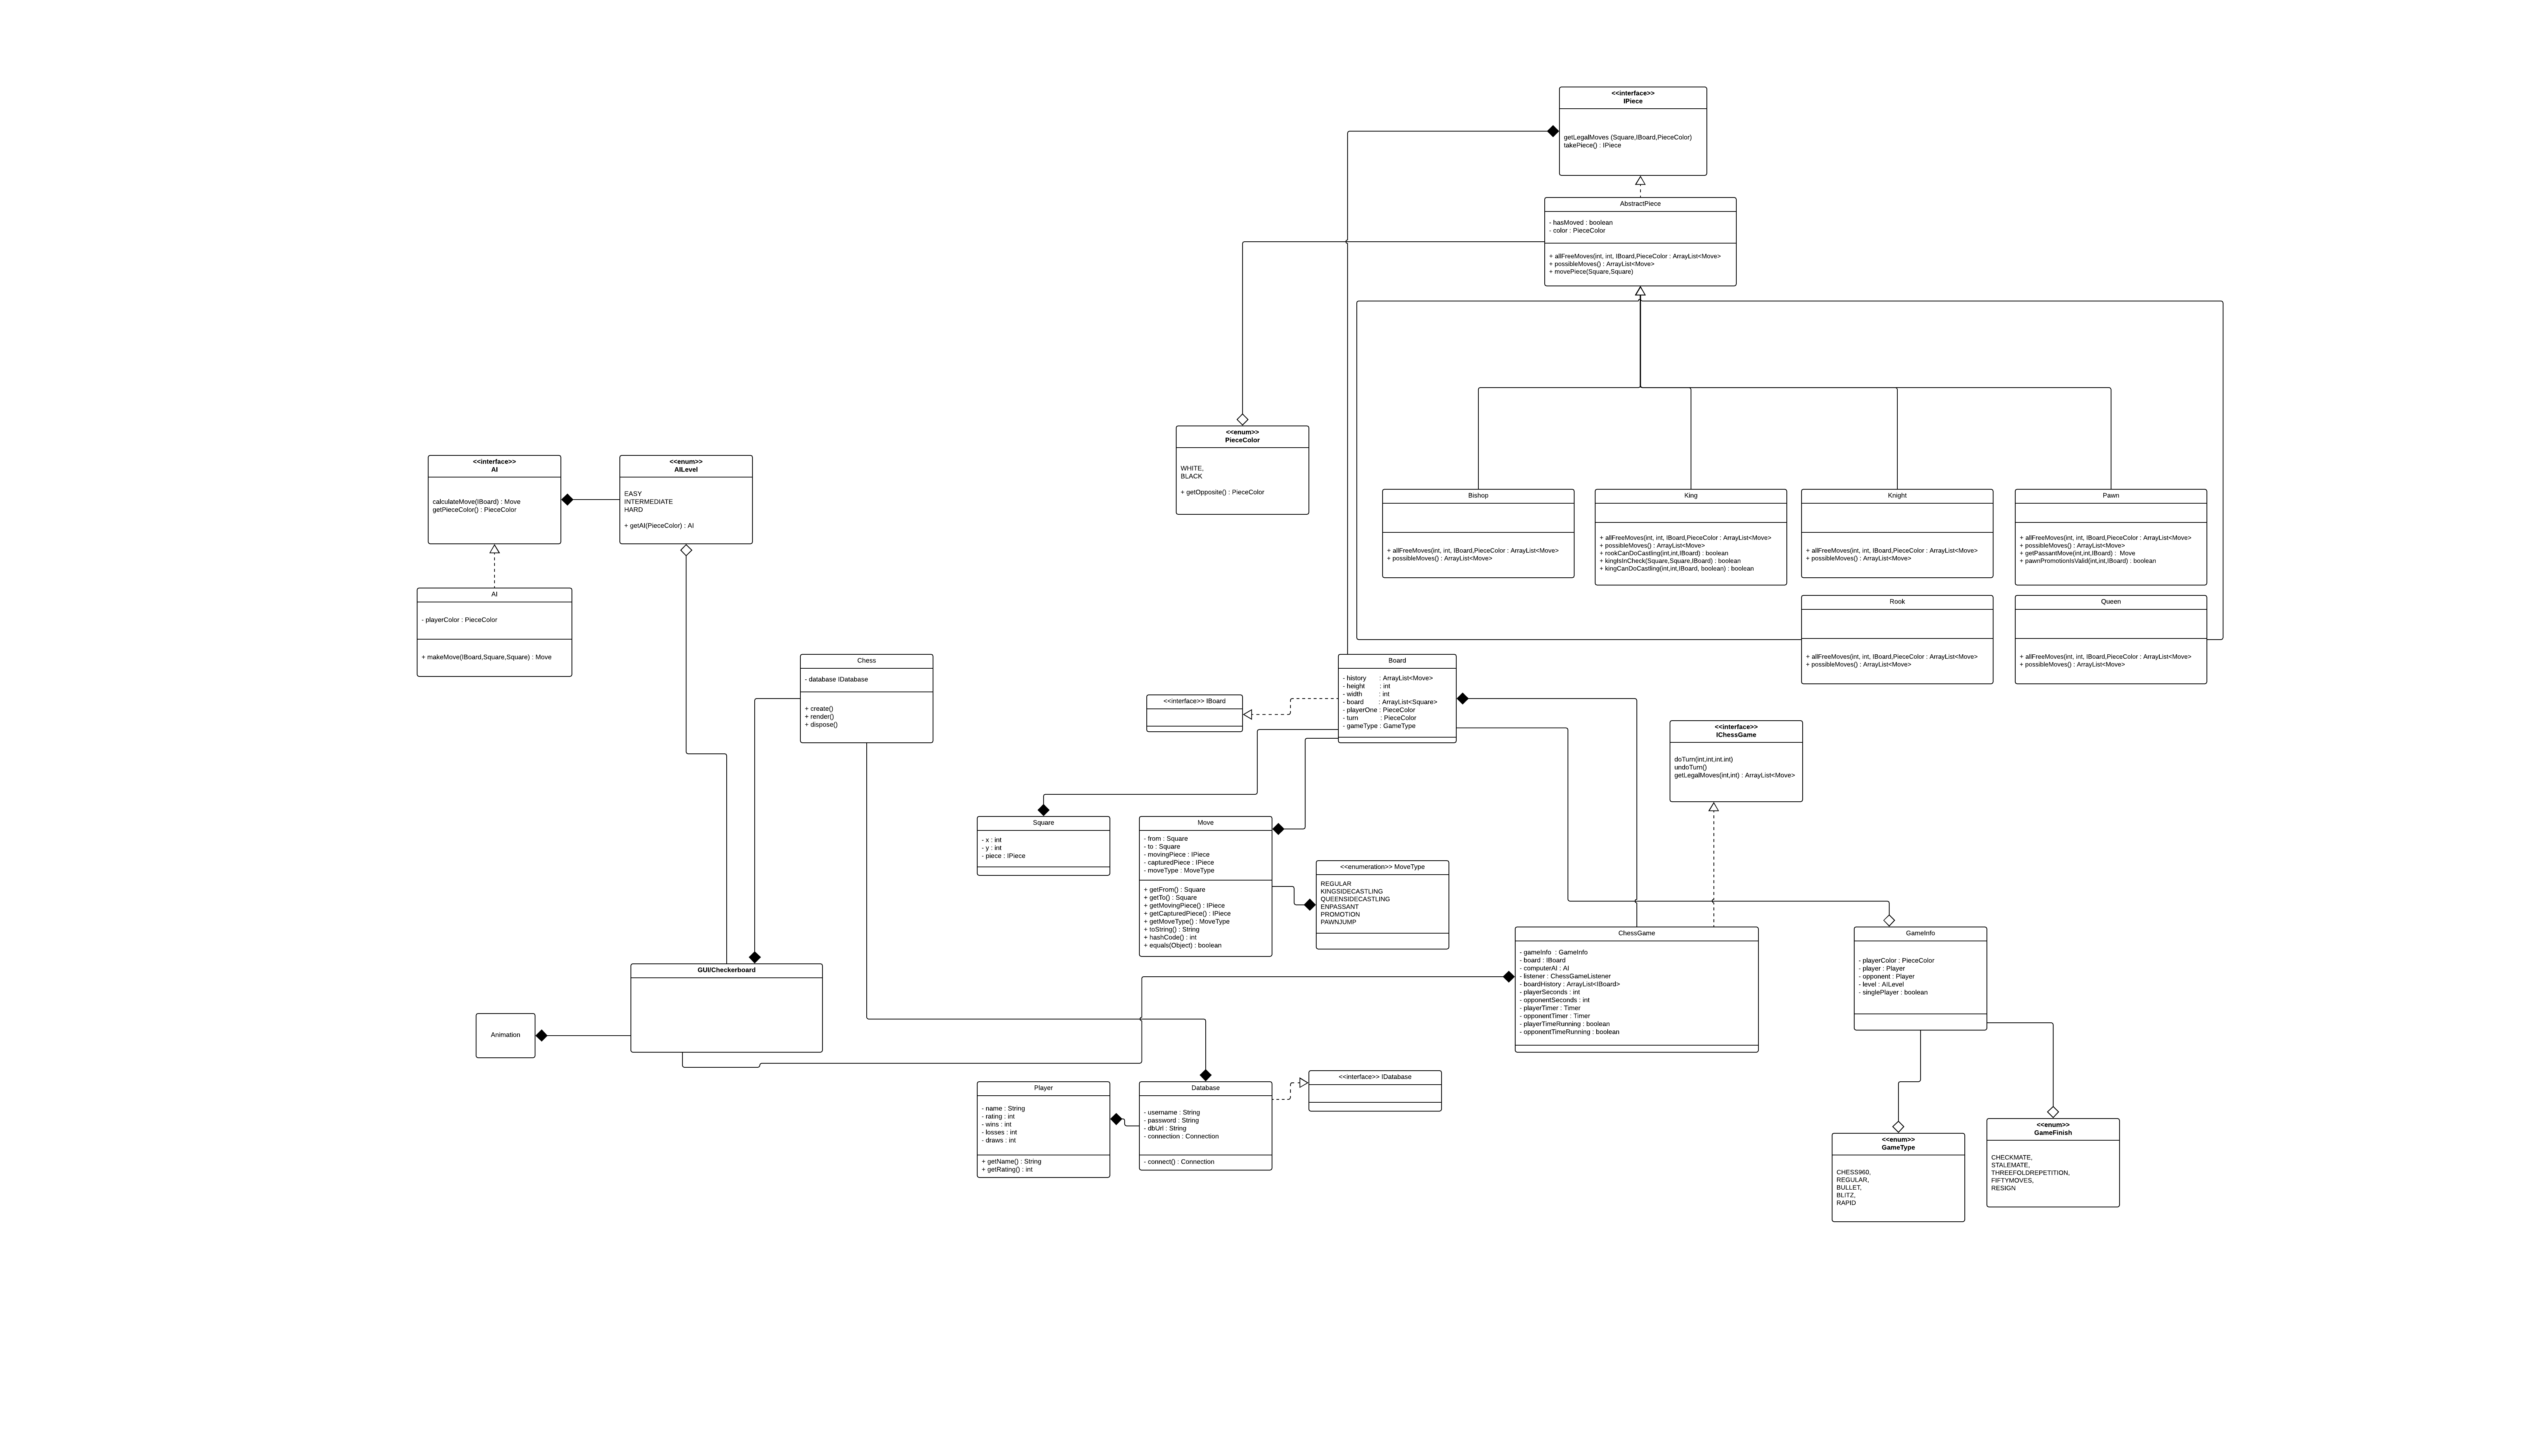 <<interface>>
IPiece
getLegalMoves (Square,IBoard,PieceColor)
takePiece() : IPiece
AbstractPiece
- hasMoved : boolean
- color : PieceColor
+ allFreeMoves(int, int, IBoard,PieceColor : ArrayList<Move>
+ possibleMoves() : ArrayList<Move>
+ movePiece(Square,Square)
<<enum>>
PieceColor
WHITE,
BLACK
+ getOpposite() : PieceColor
<<interface>>
AI
calculateMove(IBoard) : Move
getPieceColor() : PieceColor
<<enum>>
AILevel
EASY
INTERMEDIATE
HARD
+ getAI(PieceColor) : AI
AI
- playerColor : PieceColor
+ makeMove(IBoard,Square,Square) : Move
Bishop
+ allFreeMoves(int, int, IBoard,PieceColor : ArrayList<Move>
+ possibleMoves() : ArrayList<Move>
King
+ allFreeMoves(int, int, IBoard,PieceColor : ArrayList<Move>
+ possibleMoves() : ArrayList<Move>
+ rookCanDoCastling(int,int,IBoard) : boolean
+ kingIsInCheck(Square,Square,IBoard) : boolean
+ kingCanDoCastling(int,int,IBoard, boolean) : boolean
Knight
+ allFreeMoves(int, int, IBoard,PieceColor : ArrayList<Move>
+ possibleMoves() : ArrayList<Move>
Pawn
+ allFreeMoves(int, int, IBoard,PieceColor : ArrayList<Move>
+ possibleMoves() : ArrayList<Move>
+ getPassantMove(int,int,IBoard) : Move
+ pawnPromotionIsValid(int,int,IBoard) : boolean
Rook
+ allFreeMoves(int, int, IBoard,PieceColor : ArrayList<Move>
+ possibleMoves() : ArrayList<Move>
Queen
+ allFreeMoves(int, int, IBoard,PieceColor : ArrayList<Move>
+ possibleMoves() : ArrayList<Move>
Chess
- database IDatabase
+ create()
+ render()
+ dispose()
<<interface>> IBoard
Board
- history : ArrayList<Move>
- height : int
- width : int
- board : ArrayList<Square>
- playerOne : PieceColor
- turn : PieceColor
- gameType : GameType
<<interface>>
IChessGame
doTurn(int,int,int.int)
undoTurn()
getLegalMoves(int,int) : ArrayList<Move>
Square
- x : int
- y : int
- piece : IPiece
Move
- from : Square
- to : Square
- movingPiece : IPiece
- capturedPiece : IPiece
- moveType : MoveType
+ getFrom() : Square
+ getTo() : Square
+ getMovingPiece() : IPiece
+ getCapturedPiece() : IPiece
+ getMoveType() : MoveType
+ toString() : String
+ hashCode() : int
+ equals(Object) : boolean
<<enumeration>> MoveType
REGULAR
KINGSIDECASTLING
QUEENSIDECASTLING
ENPASSANT
PROMOTION
PAWNJUMP
ChessGame
- gameInfo : GameInfo
- board : IBoard
- computerAI : AI
- listener : ChessGameListener
- boardHistory : ArrayList<IBoard>
- playerSeconds : int
- opponentSeconds : int
- playerTimer : Timer
- opponentTimer : Timer
- playerTimeRunning : boolean
- opponentTimeRunning : boolean
GameInfo
- playerColor : PieceColor
- player : Player
- opponent : Player
- level : AILevel
- singlePlayer : boolean
GUI/Checkerboard
Animation
Player
- name : String
- rating : int
- wins : int
- losses : int
- draws : int
+ getName() : String
+ getRating() : int
Database
- username : String
- password : String
- dbUrl : String
- connection : Connection
- connect() : Connection
<<interface>> IDatabase
<<enum>>
GameType
CHESS960,
REGULAR,
BULLET,
BLITZ,
RAPID
<<enum>>
GameFinish
CHECKMATE,
STALEMATE,
THREEFOLDREPETITION,
FIFTYMOVES,
RESIGN